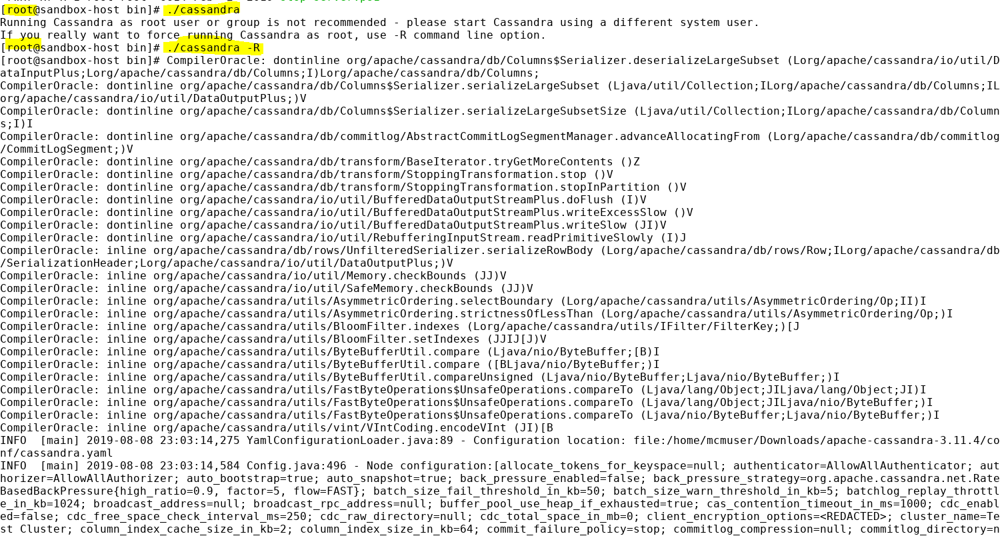 [root@sandbox-host bin]# ./cassandra
Running Cassandra as root user or group is not recommended - please start Cassandra using a different system user.
If you really want to force running Cassandra as root, use -R command line option.
[root@sandbox-host bin]# ./cassandra -R
[root@sandbox-host bin]# CompilerOracle: dontinline org/apache/cassandra/db/Columns$Serializer.deserializeLargeSubset (Lorg/apache/cassandra/io/util/D
ataInputPlus;Lorg/apache/cassandra/db/Columns;I)Lorg/apache/cassandra/db/Columns;
CompilerOracle: dontinline org/apache/cassandra/db/Columns$Serializer.serializeLargeSubset (Ljava/util/Collection;ILorg/apache/cassandra/db/Columns;IL
org/apache/cassandra/io/util/DataOutputPlus;)V
CompilerOracle: dontinline org/apache/cassandra/db/Columns$Serializer.serializeLargeSubsetSize (Ljava/util/Collection;ILorg/apache/cassandra/db/Column
s;I)I
CompilerOracle: dontinline org/apache/cassandra/db/commitlog/AbstractCommitLogSegmentManager.advanceAllocatingFrom (Lorg/apache/cassandra/db/commitlog
/CommitLogSegment;)V
CompilerOracle: dontinline org/apache/cassandra/db/transform/BaseIterator.tryGetMoreContents ()Z
CompilerOracle: dontinline org/apache/cassandra/db/transform/StoppingTransformation.stop ()V
CompilerOracle: dontinline org/apache/cassandra/db/transform/StoppingTransformation.stopInPartition ()V
CompilerOracle: dontinline org/apache/cassandra/io/util/BufferedDataOutputStreamPlus.doFlush (I)V
CompilerOracle: dontinline org/apache/cassandra/io/util/BufferedDataOutputStreamPlus.writeExcessSlow ()V
CompilerOracle: dontinline org/apache/cassandra/io/util/BufferedDataOutputStreamPlus.writeSlow (JI)V
CompilerOracle: dontinline org/apache/cassandra/io/util/RebufferingInputStream.readPrimitiveSlowly (I)J
CompilerOracle: inline org/apache/cassandra/db/rows/UnfilteredSerializer.serializeRowBody (Lorg/apache/cassandra/db/rows/Row;ILorg/apache/cassandra/db
/SerializationHeader;Lorg/apache/cassandra/io/util/DataOutputPlus;)V
CompilerOracle: inline org/apache/cassandra/io/util/Memory.checkBounds (JJ)V
CompilerOracle: inline org/apache/cassandra/io/util/SafeMemory.checkBounds (JJ)V
CompilerOracle: inline org/apache/cassandra/utils/AsymmetricOrdering.selectBoundary (Lorg/apache/cassandra/utils/AsymmetricOrdering/Op;II)I
CompilerOracle: inline org/apache/cassandra/utils/AsymmetricOrdering.strictnessOfLessThan (Lorg/apache/cassandra/utils/AsymmetricOrdering/Op;)I
CompilerOracle: inline org/apache/cassandra/utils/BloomFilter.indexes (Lorg/apache/cassandra/utils/IFilter/FilterKey;)[J
CompilerOracle: inline org/apache/cassandra/utils/BloomFilter.setIndexes (JJIJ[J)V
CompilerOracle: inline org/apache/cassandra/utils/ByteBufferUtil.compare (Ljava/nio/ByteBuffer;[B)I
CompilerOracle: inline org/apache/cassandra/utils/ByteBufferUtil.compare ([BLjava/nio/ByteBuffer;)I
CompilerOracle: inline org/apache/cassandra/utils/ByteBufferUtil.compareUnsigned (Ljava/nio/ByteBuffer;Ljava/nio/ByteBuffer;)I
CompilerOracle: inline org/apache/cassandra/utils/FastByteOperations$UnsafeOperations.compareTo (Ljava/lang/Object;JILjava/lang/Object;JI)I
CompilerOracle: inline org/apache/cassandra/utils/FastByteOperations$UnsafeOperations.compareTo (Ljava/lang/Object;JILjava/nio/ByteBuffer;)I
CompilerOracle: inline org/apache/cassandra/utils/FastByteOperations$UnsafeOperations.compareTo (Ljava/nio/ByteBuffer;Ljava/nio/ByteBuffer;)I
CompilerOracle: inline org/apache/cassandra/utils/vint/VIntCoding.encodeVInt (JI)[B
INFO  [main] 2019-08-08 23:03:14,275 YamlConfigurationLoader.java:89 - Configuration location: file:/home/mcmuser/Downloads/apache-cassandra-3.11.4/co
nf/cassandra.yaml
INFO  [main] 2019-08-08 23:03:14,584 Config.java:496 - Node configuration:[allocate_tokens_for_keyspace=null; authenticator=AllowAllAuthenticator; aut
horizer=AllowAllAuthorizer; auto_bootstrap=true; auto_snapshot=true; back_pressure_enabled=false; back_pressure_strategy=org.apache.cassandra.net.Rate
BasedBackPressure{high_ratio=0.9, factor=5, flow=FAST}; batch_size_fail_threshold_in_kb=50; batch_size_warn_threshold_in_kb=5; batchlog_replay_throttl
e_in_kb=1024; broadcast_address=null; broadcast_rpc_address=null; buffer_pool_use_heap_if_exhausted=true; cas_contention_timeout_in_ms=1000; cdc_enabl
ed=false; cdc_free_space_check_interval_ms=250; cdc_raw_directory=null; cdc_total_space_in_mb=0; client_encryption_options=<REDACTED>; cluster_name=Te
st Cluster; column_index_cache_size_in_kb=2; column_index_size_in_kb=64; commit_failure_policy=stop; commitlog_compression=null; commitlog_directory=n